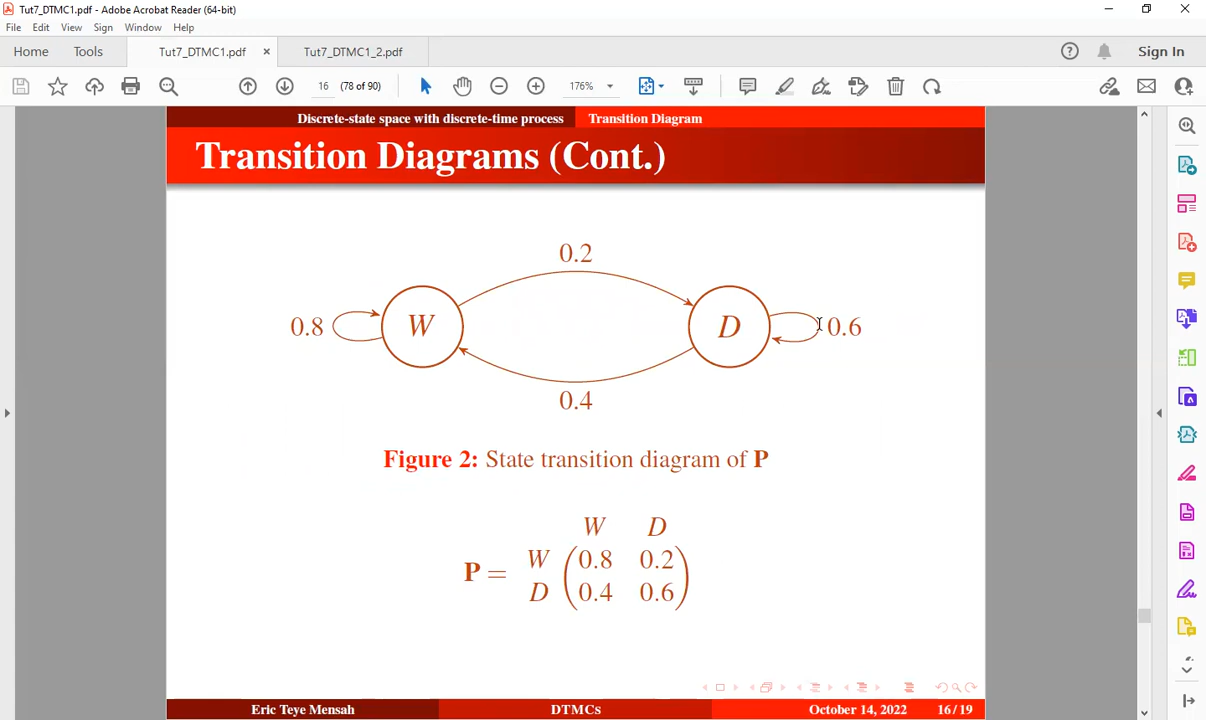 Tut7_DTMC1.pdf - Adobe Acrobat Reader (64-bit)
File Edit View Sign Window Help
Home Tools Tut7_DTMC1.pdf × Tut7_DTMC1_2.pdf Sign In
16 (78 of 90) 176%
Discrete-state space with discrete-time process Transition Diagram
Transition Diagrams (Cont.)
0.2
0.8 W D 0.6
0.4
Figure 2: State transition diagram of P
W D
W 0.8 0.2
P =
D 0.4 0.6
Eric Teye Mensah DTMCs October 14, 2022 16/19